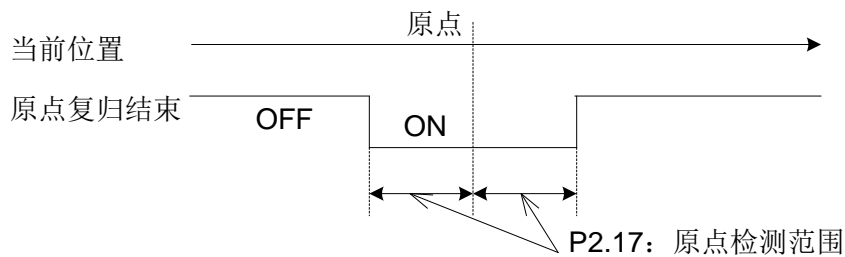 原点
当前位置
原点复归结束
OFF
ON
P2.17：原点检测范围